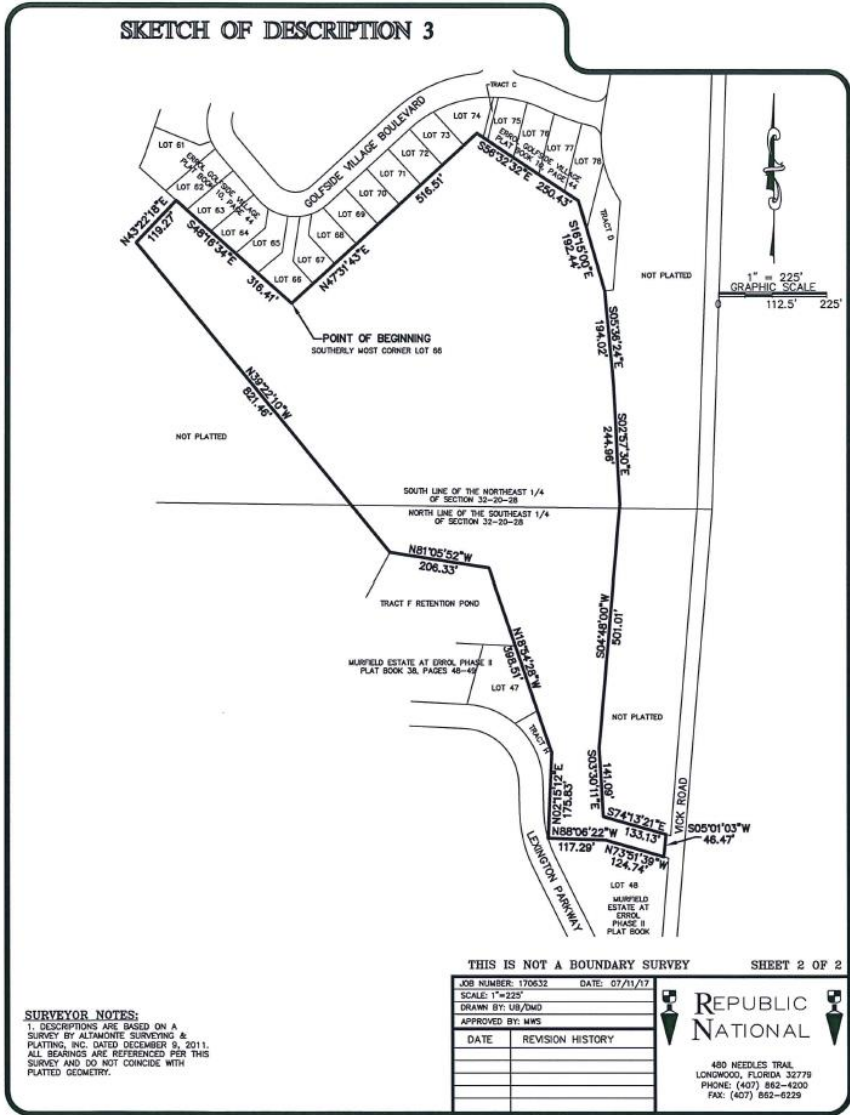 SKETCH OF DESCRIPTION 3
TRACT C
LOT 61
ERROL GOLFSIDE VILLAGE
PLAT BOOK 10, PAGE 44
LOT 62
LOT 63
LOT 64
LOT 65
LOT 66
LOT 67
LOT 68
LOT 69
LOT 70
LOT 71
LOT 72
LOT 73
LOT 74
LOT 75
LOT 76
LOT 77
LOT 78
ERROL GOLFSIDE VILLAGE
PLAT BOOK 10, PAGE 44
GOLFSIDE VILLAGE BOULEVARD
TRACT D
N43°22'18"E
119.27'
S48°16'34"E
316.41'
N47°31'43"E
516.51'
S56°32'32"E
250.43'
S16°15'00"E
192.44'
NOT PLATTED
1" = 225'
GRAPHIC SCALE
0
112.5'
225'
POINT OF BEGINNING
SOUTHERLY MOST CORNER LOT 66
S05°36'24"E
194.02'
S02°57'30"E
244.96'
N39°22'10"W
821.46'
NOT PLATTED
SOUTH LINE OF THE NORTHEAST 1/4
OF SECTION 32-20-28
NORTH LINE OF THE SOUTHEAST 1/4
OF SECTION 32-20-28
N81°05'52"W
206.33'
TRACT F RETENTION POND
S04°48'00"W
501.01'
N18°54'28"W
398.51'
MURFIELD ESTATE AT ERROL PHASE II
PLAT BOOK 38, PAGES 48-49
LOT 47
TRACT H
NOT PLATTED
N02°15'12"E
175.83'
S03°30'11"E
141.09'
S74°13'21"E
133.13'
VICK ROAD
S05°01'03"W
46.47'
N88°06'22"W
117.29'
N73°51'39"W
124.74'
LEXINGTON PARKWAY
LOT 48
MURFIELD
ESTATE AT
ERROL
PHASE II
PLAT BOOK
THIS IS NOT A BOUNDARY SURVEY
SHEET 2 OF 2
JOB NUMBER: 170632 DATE: 07/11/17
SCALE: 1"=225'
DRAWN BY: UB/DMD
APPROVED BY: MWS
DATE REVISION HISTORY
REPUBLIC
NATIONAL
480 NEEDLES TRAIL
LONGWOOD, FLORIDA 32779
PHONE: (407) 862-4200
FAX: (407) 862-6229
SURVEYOR NOTES:
1. DESCRIPTIONS ARE BASED ON A
SURVEY BY ALTAMONTE SURVEYING &
PLATTING, INC. DATED DECEMBER 9, 2011.
ALL BEARINGS ARE REFERENCED PER THIS
SURVEY AND DO NOT COINCIDE WITH
PLATTED GEOMETRY.